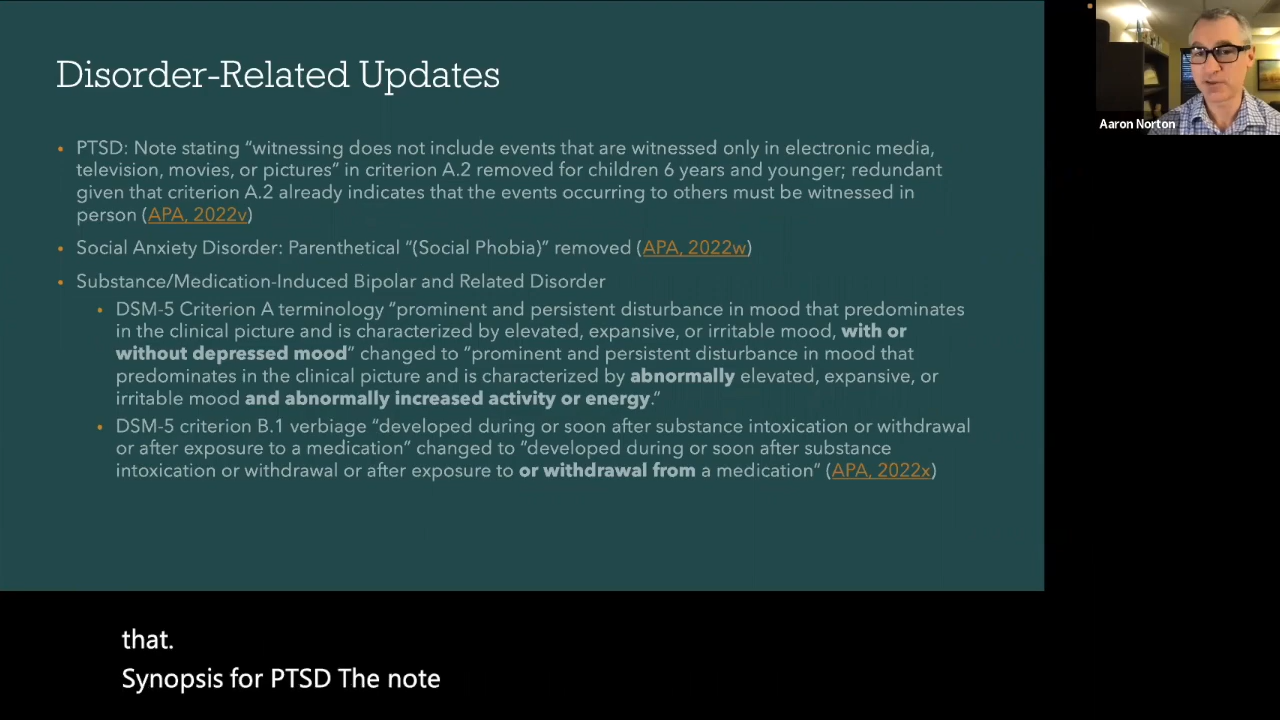 Disorder-Related Updates
• PTSD: Note stating “witnessing does not include events that are witnessed only in electronic media,
television, movies, or pictures” in criterion A.2 removed for children 6 years and younger; redundant
given that criterion A.2 already indicates that the events occurring to others must be witnessed in
person (APA, 2022v)
• Social Anxiety Disorder: Parenthetical “(Social Phobia)” removed (APA, 2022w)
• Substance/Medication-Induced Bipolar and Related Disorder
• DSM-5 Criterion A terminology “prominent and persistent disturbance in mood that predominates
in the clinical picture and is characterized by elevated, expansive, or irritable mood, with or
without depressed mood” changed to “prominent and persistent disturbance in mood that
predominates in the clinical picture and is characterized by abnormally elevated, expansive, or
irritable mood and abnormally increased activity or energy.”
• DSM-5 criterion B.1 verbiage “developed during or soon after substance intoxication or withdrawal
or after exposure to a medication” changed to “developed during or soon after substance
intoxication or withdrawal or after exposure to or withdrawal from a medication” (APA, 2022x)
Aaron Norton
that.
Synopsis for PTSD The note